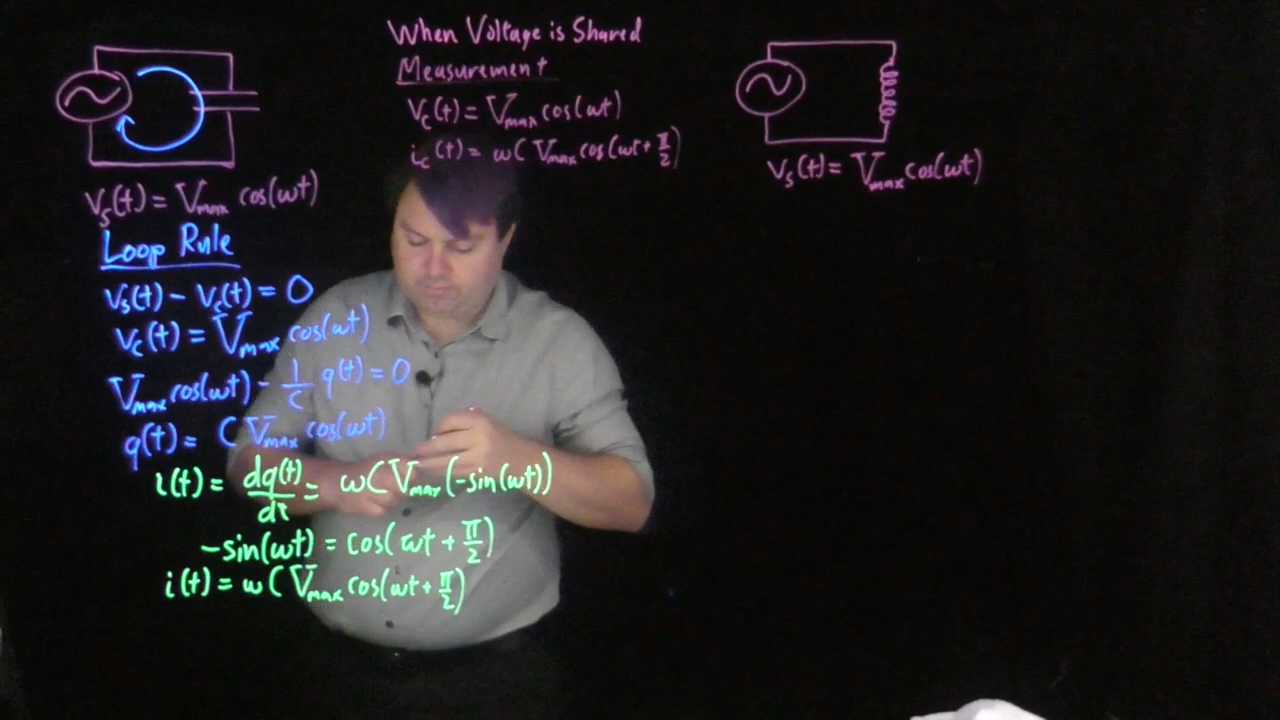 When Voltage is Shared
Measurement
V_c(t) = V_max cos(ωt)
i_c(t) = ωC V_max cos(ωt + π/2)
V_s(t) = V_max cos(ωt)
Loop Rule
V_s(t) - V_c(t) = 0
V_c(t) = V_max cos(ωt)
V_max cos(ωt) - 1/C q(t) = 0
q(t) = C V_max cos(ωt)
i(t) = dq(t)/dt = ωC V_max (-sin(ωt))
-sin(ωt) = cos(ωt + π/2)
i(t) = ωC V_max cos(ωt + π/2)
V_s(t) = V_max cos(ωt)